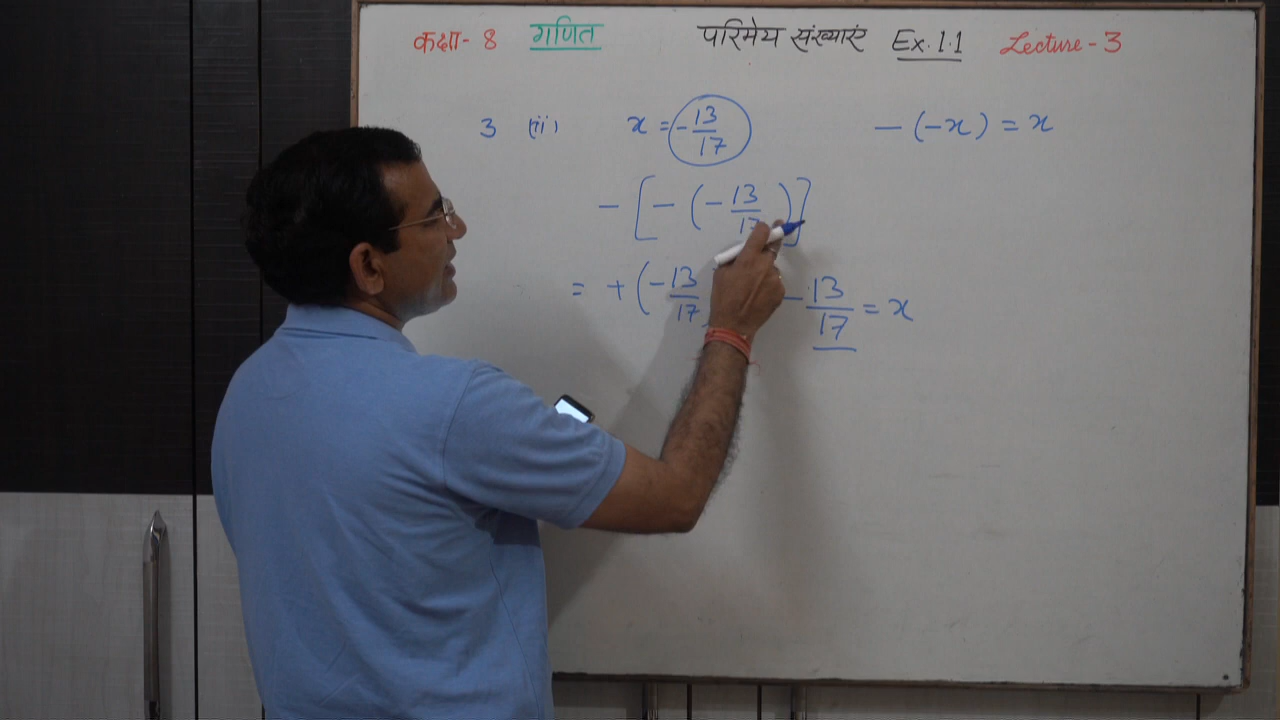 कक्षा- 8 गणित परिमेय संख्याएं Ex. 1.1 Lecture - 3
3 (ii) x = -13/17 - (-x) = x
- [ - ( - 13/17 ) ]
= + ( -13/17 - 13/17 = x